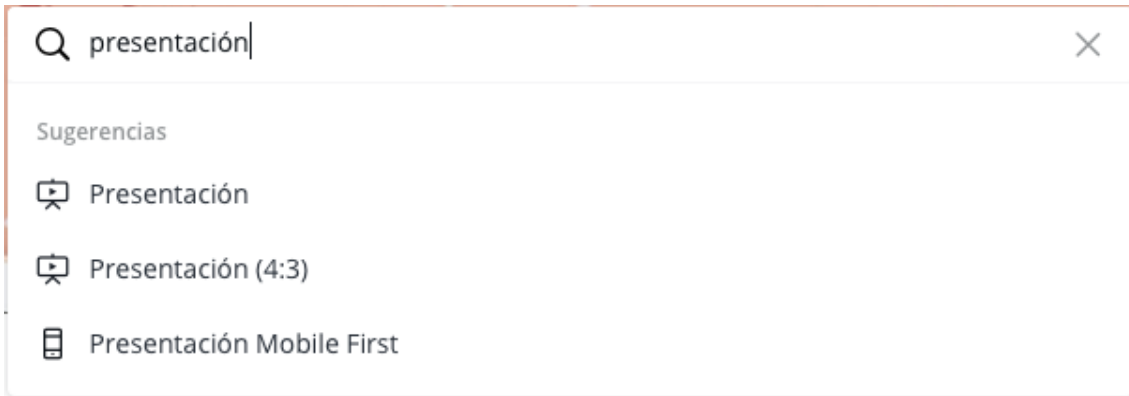 presentación
Sugerencias
Presentación
Presentación (4:3)
Presentación Mobile First